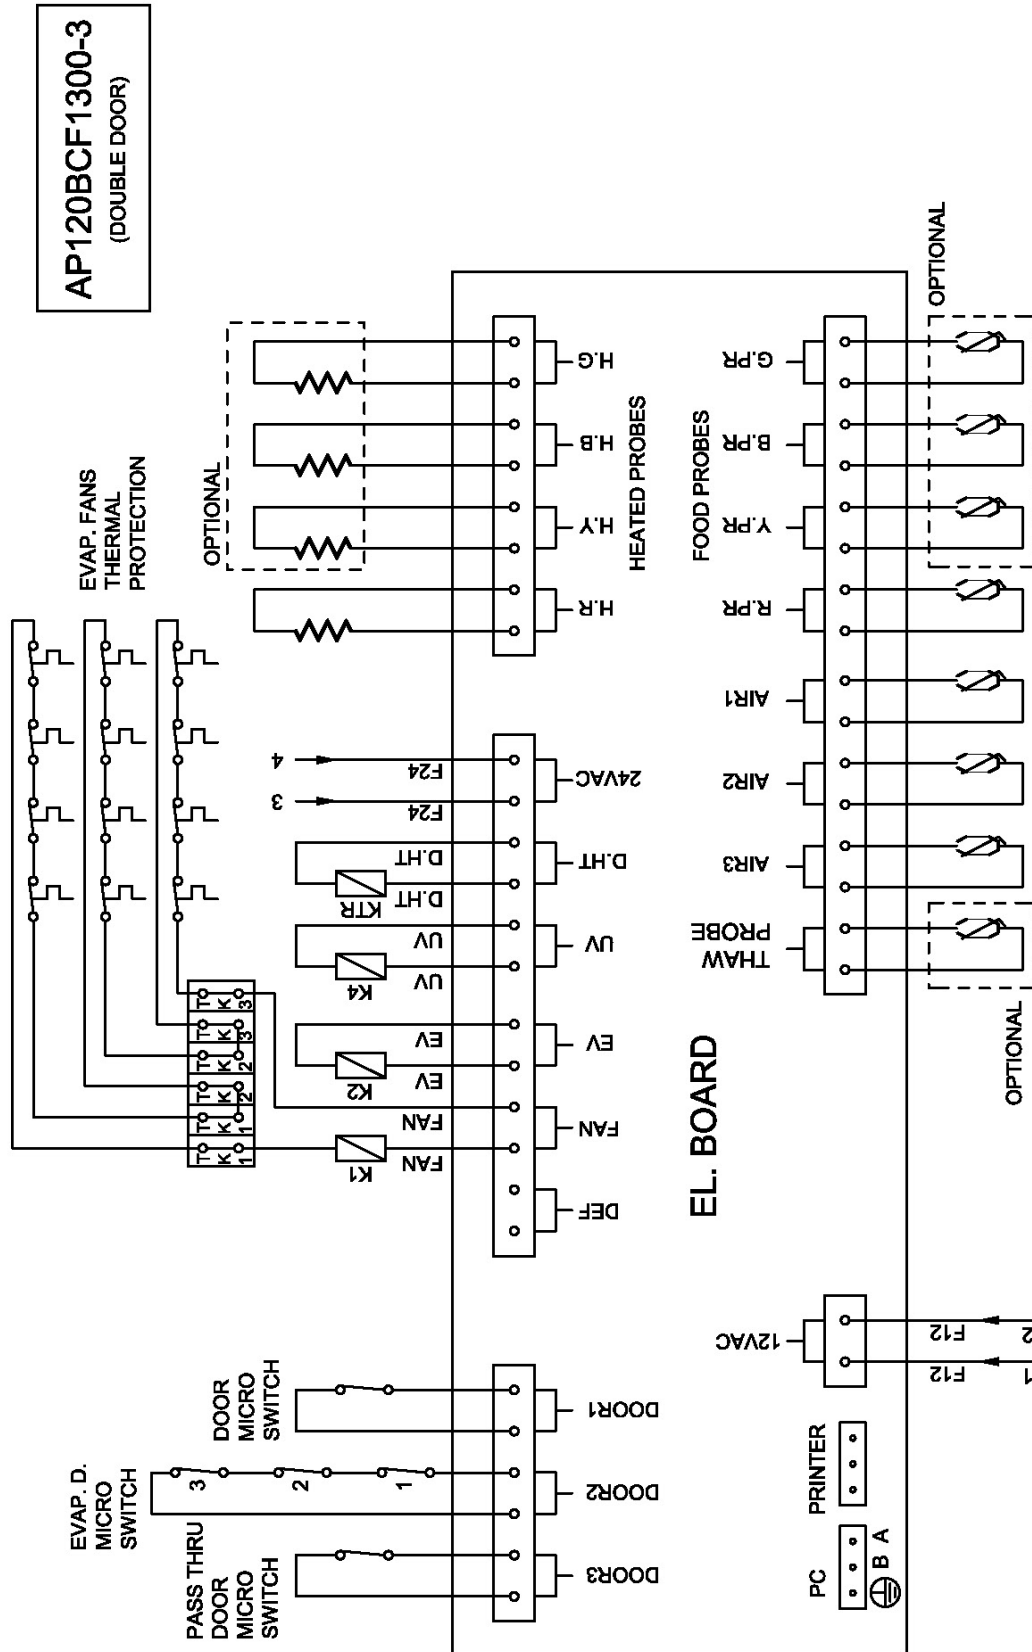 AP120BCF1300-3
(DOUBLE DOOR)
EVAP. FANS
THERMAL
PROTECTION
OPTIONAL
H.G
H.B
H.Y
H.R
HEATED PROBES
4
3
F24
F24
24VAC
D.HT
D.HT
KTR
D.HT
UV
UV
K4
UV
EV
EV
K2
EV
FAN
FAN
K1
FAN
DEF
T K 3
T K 3
T K 2
T K 2
T K 1
T K 1
OPTIONAL
FOOD PROBES
G.PR
B.PR
Y.PR
R.PR
AIR1
AIR2
AIR3
THAW
PROBE
OPTIONAL
EL. BOARD
12VAC
F12
F12
2
1
PRINTER
PC
B A
DOOR
MICRO
SWITCH
EVAP. D.
MICRO
SWITCH
3
2
1
PASS THRU
DOOR
MICRO
SWITCH
DOOR1
DOOR2
DOOR3